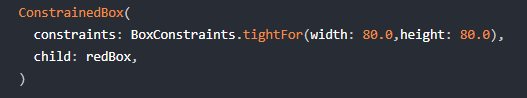 ConstrainedBox(
  constraints: BoxConstraints.tightFor(width: 80.0,height: 80.0),
  child: redBox,
)